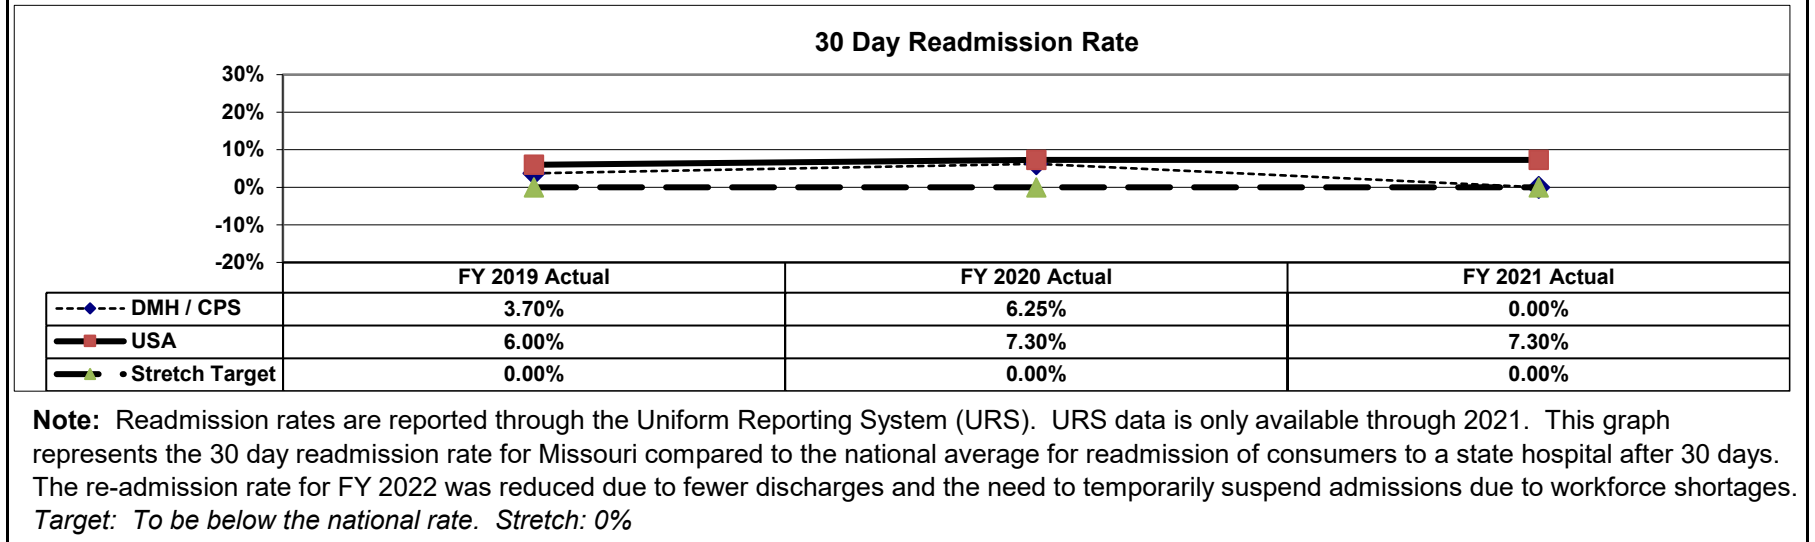 30 Day Readmission Rate
30%
20%
10%
0%
-10%
-20%
FY 2019 Actual FY 2020 Actual FY 2021 Actual
DMH / CPS 3.70% 6.25% 0.00%
USA 6.00% 7.30% 7.30%
Stretch Target 0.00% 0.00% 0.00%
Note: Readmission rates are reported through the Uniform Reporting System (URS). URS data is only available through 2021. This graph
represents the 30 day readmission rate for Missouri compared to the national average for readmission of consumers to a state hospital after 30 days.
The re-admission rate for FY 2022 was reduced due to fewer discharges and the need to temporarily suspend admissions due to workforce shortages.
Target: To be below the national rate. Stretch: 0%